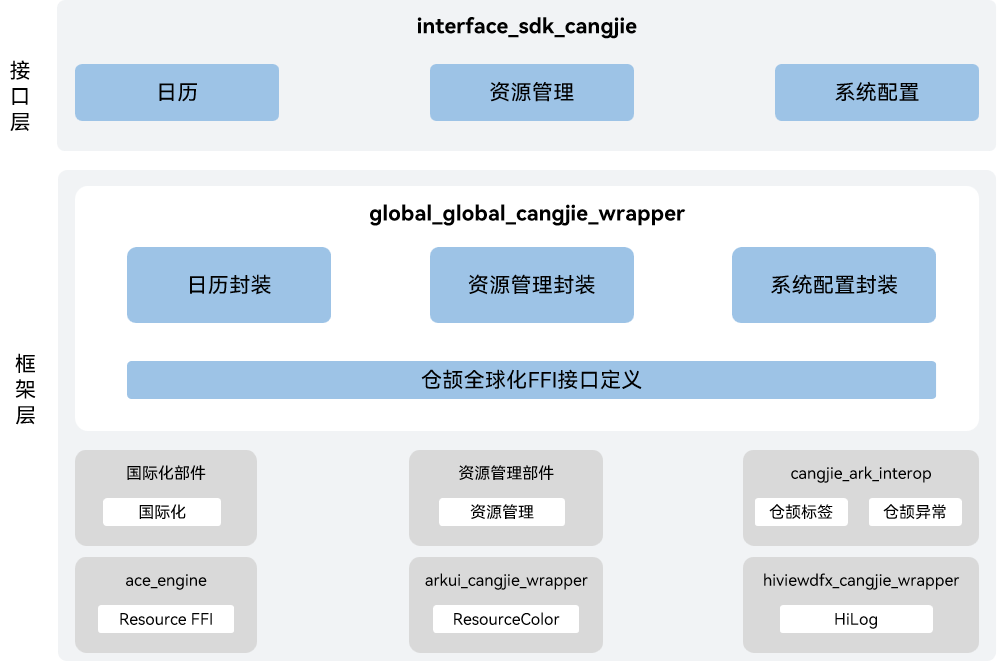 interface_sdk_cangjie
接口层
日历
资源管理
系统配置
global_global_cangjie_wrapper
日历封装
资源管理封装
系统配置封装
框架层
仓颉全球化FFI接口定义
国际化部件
国际化
资源管理部件
资源管理
cangjie_ark_interop
仓颉标签
仓颉异常
ace_engine
Resource FFI
arkui_cangjie_wrapper
ResourceColor
hiviewdfx_cangjie_wrapper
HiLog